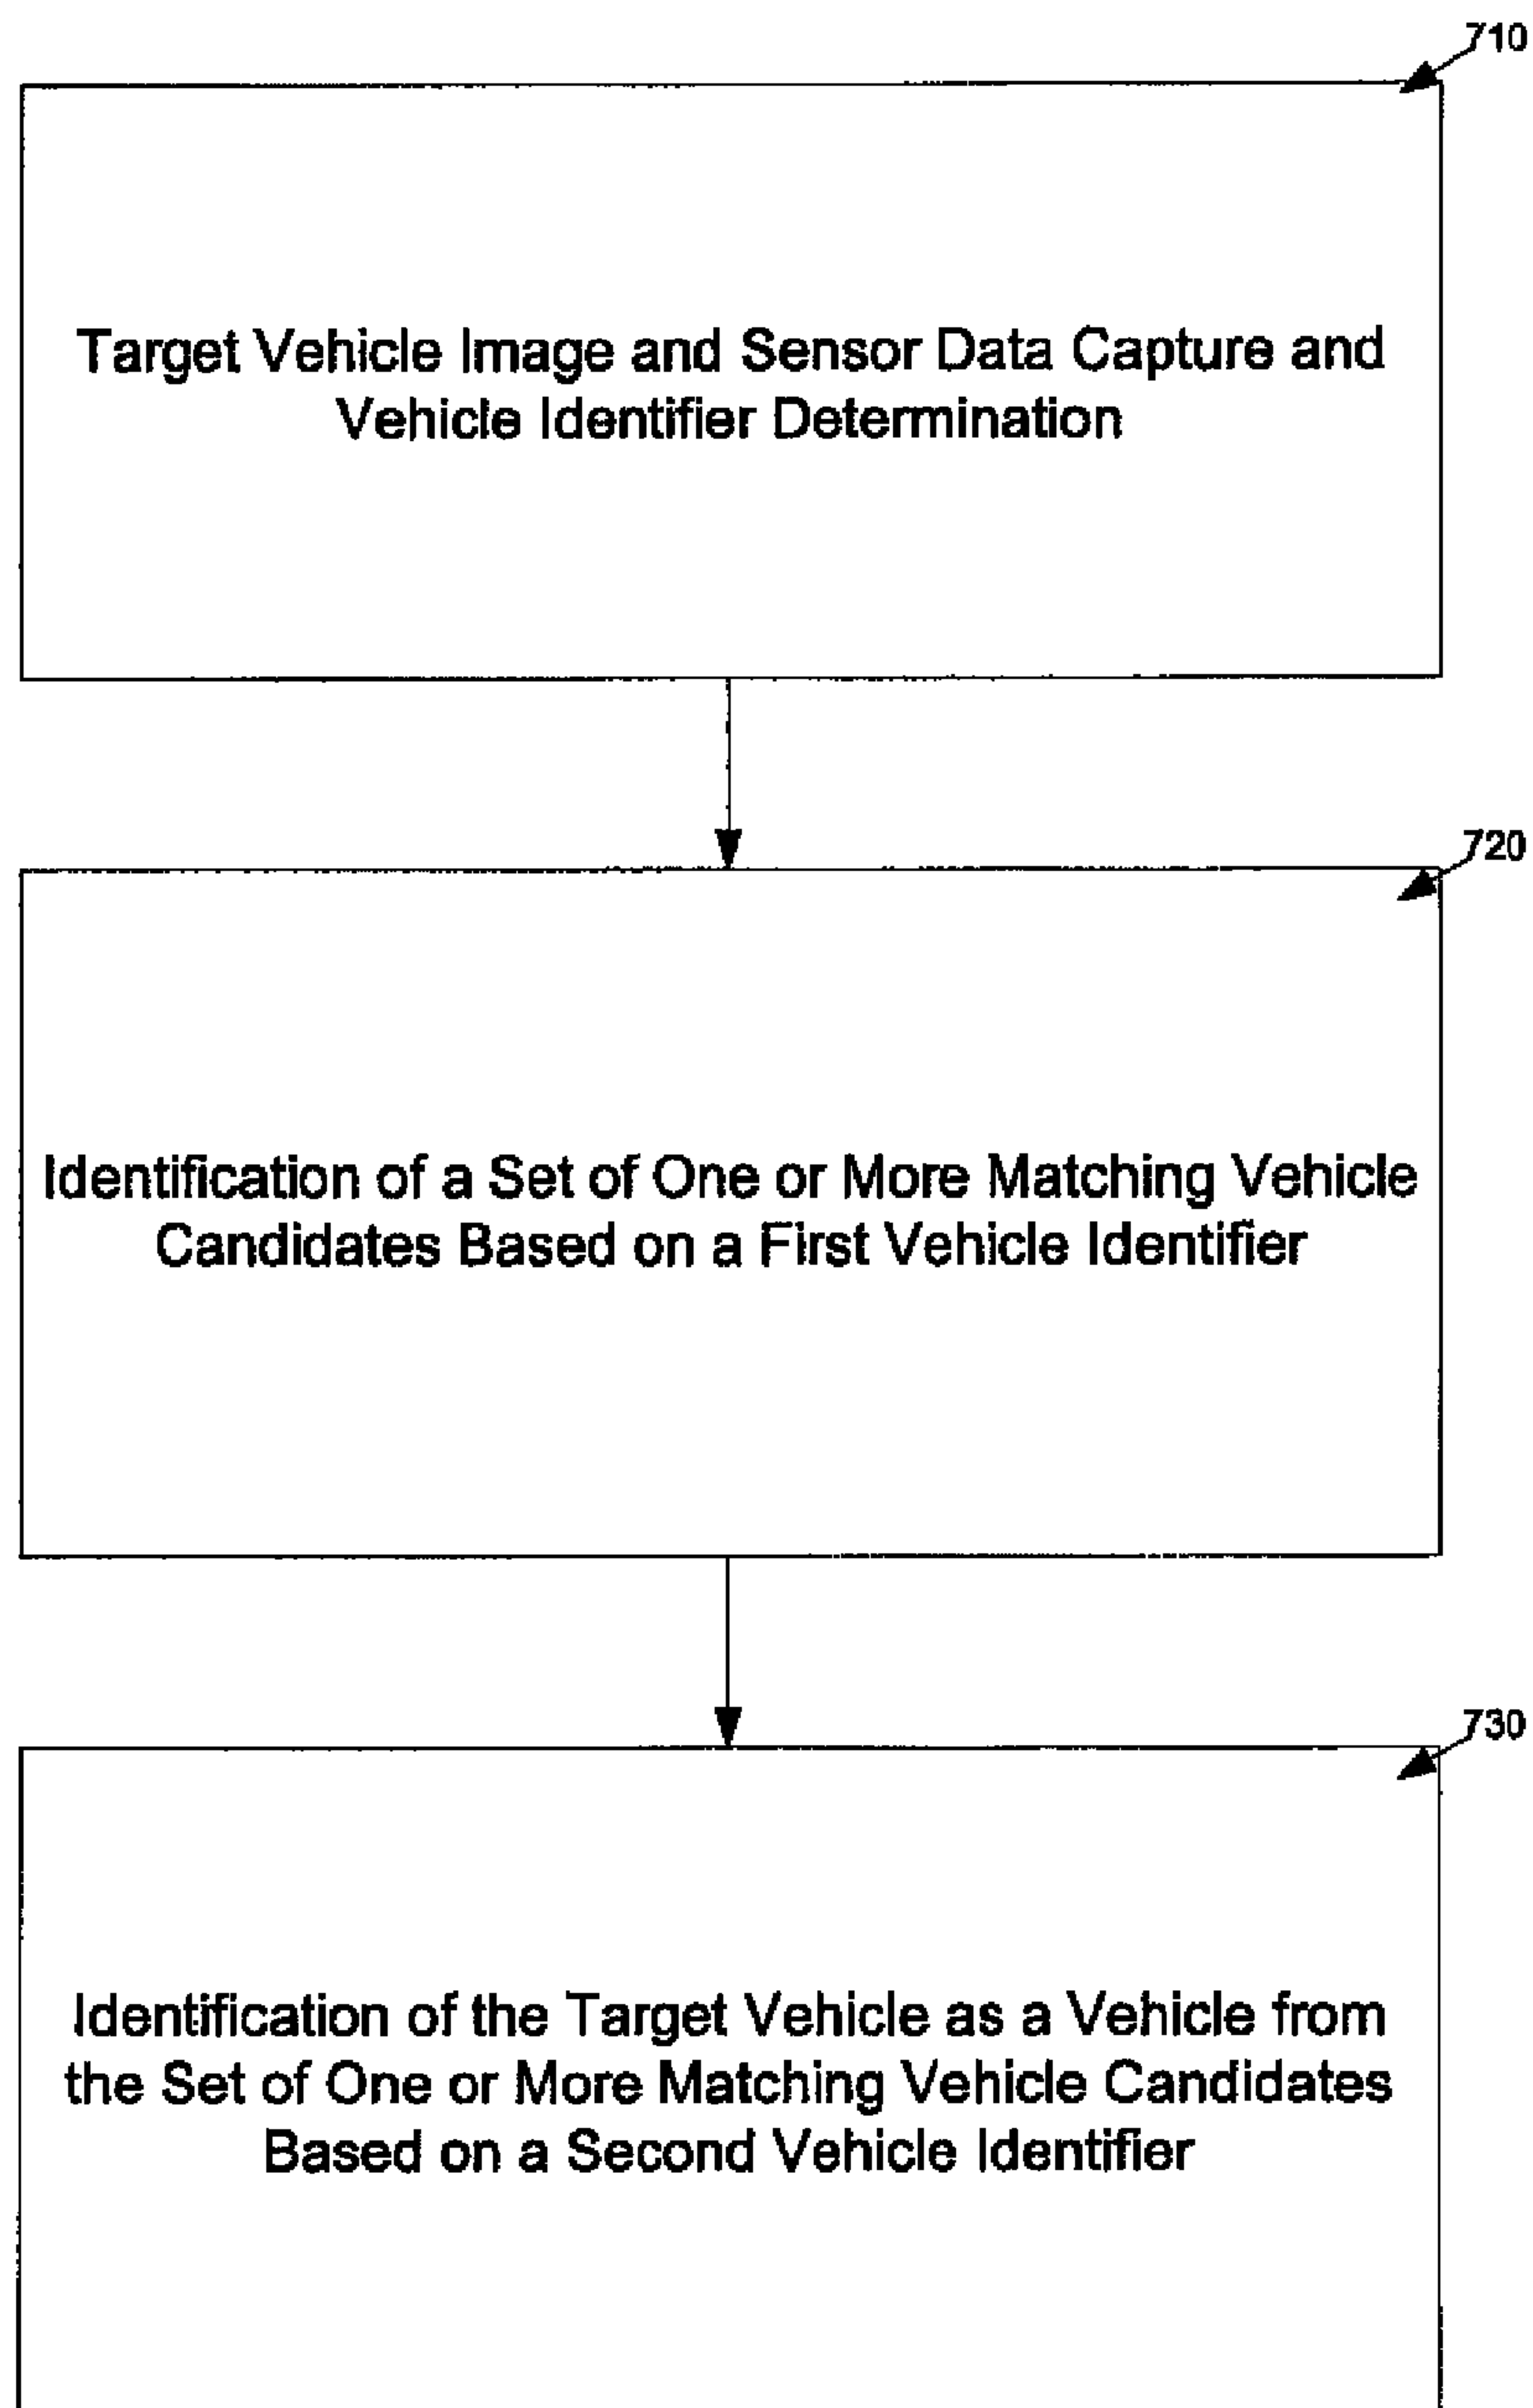 710
Target Vehicle Image and Sensor Data Capture and
Vehicle Identifier Determination
720
Identification of a Set of One or More Matching Vehicle
Candidates Based on a First Vehicle Identifier
730
Identification of the Target Vehicle as a Vehicle from
the Set of One or More Matching Vehicle Candidates
Based on a Second Vehicle Identifier